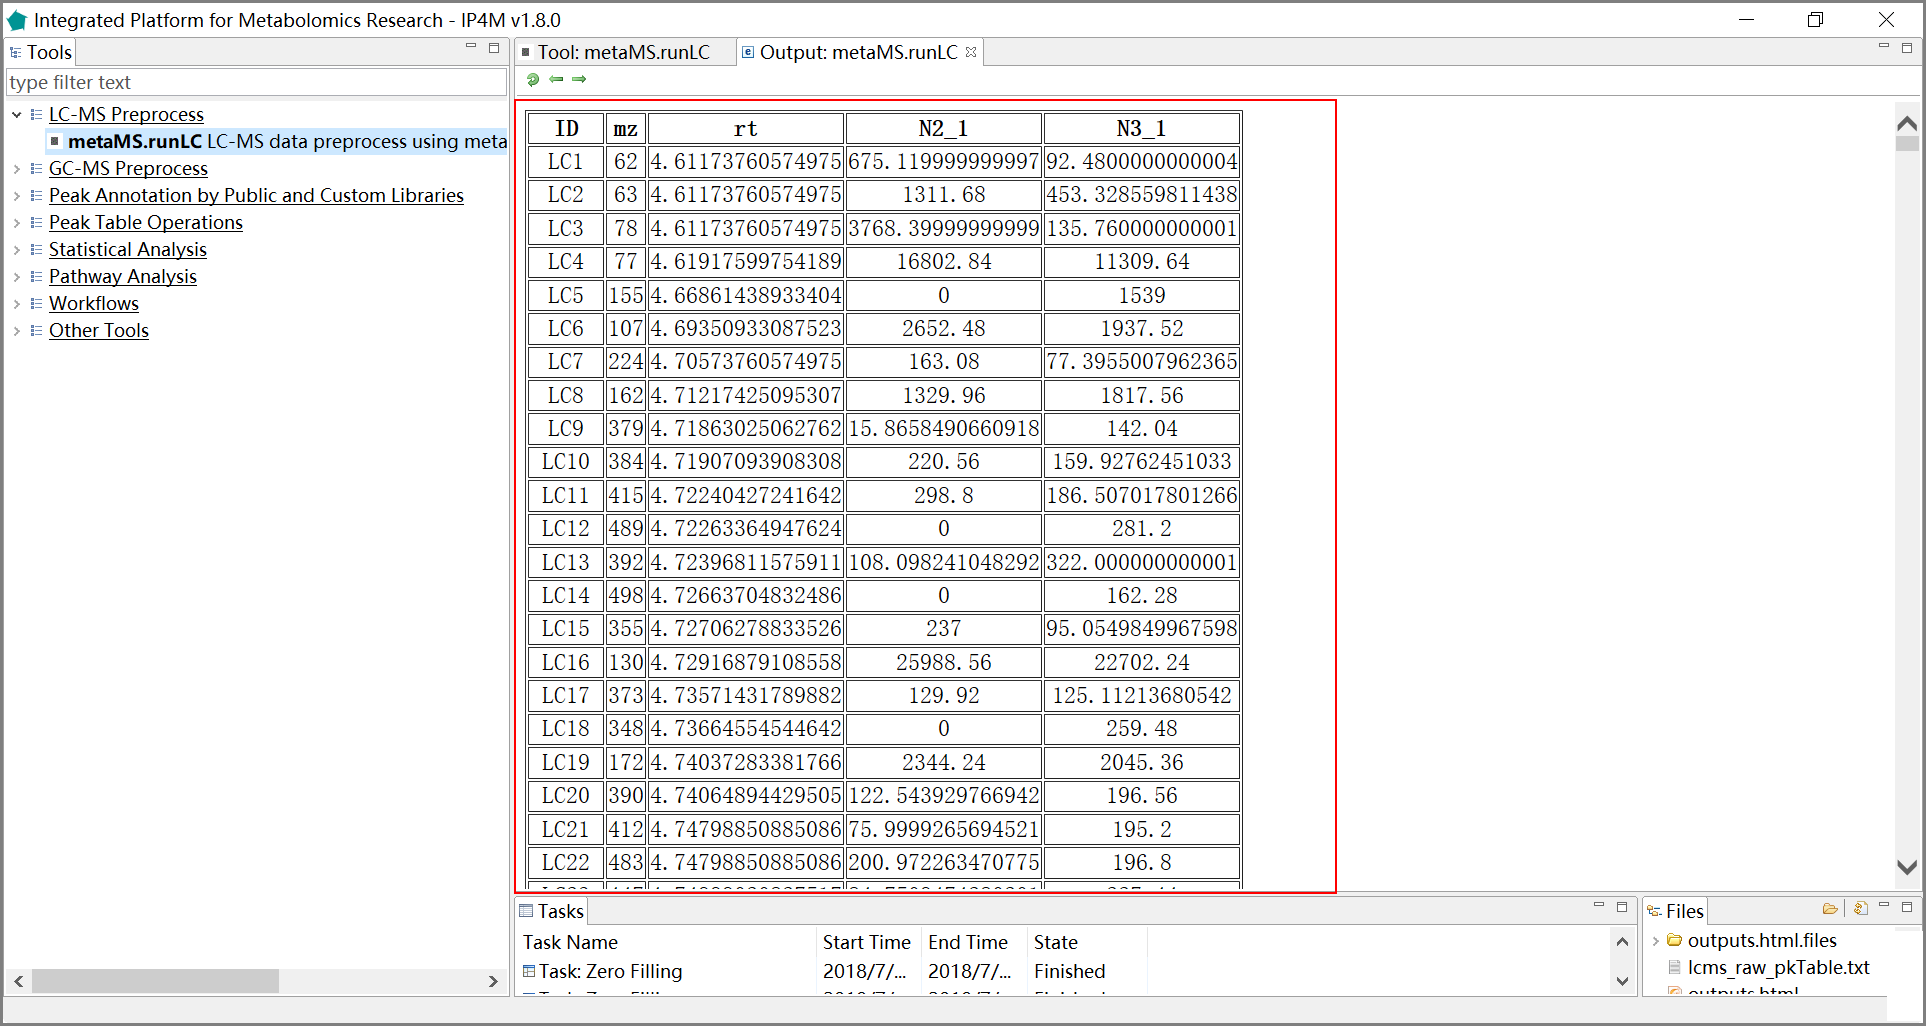 Integrated Platform for Metabolomics Research - IP4M v1.8.0
Tools
type filter text
LC-MS Preprocess
metaMS.runLC LC-MS data preprocess using meta
GC-MS Preprocess
Peak Annotation by Public and Custom Libraries
Peak Table Operations
Statistical Analysis
Pathway Analysis
Workflows
Other Tools
Tool: metaMS.runLC Output: metaMS.runLC
ID mz rt N2_1 N3_1
LC1 62 4.61173760574975 675.119999999997 92.4800000000004
LC2 63 4.61173760574975 1311.68 453.328559811438
LC3 78 4.61173760574975 3768.39999999999 135.760000000001
LC4 77 4.61917599754189 16802.84 11309.64
LC5 155 4.66861438933404 0 1539
LC6 107 4.69350933087523 2652.48 1937.52
LC7 224 4.70573760574975 163.08 77.3955007962365
LC8 162 4.71217425095307 1329.96 1817.56
LC9 379 4.71863025062762 15.8658490660918 142.04
LC10 384 4.71907093908308 220.56 159.92762451033
LC11 415 4.72240427241642 298.8 186.507017801266
LC12 489 4.72263364947624 0 281.2
LC13 392 4.72396811575911 108.098241048292 322.000000000001
LC14 498 4.72663704832486 0 162.28
LC15 355 4.72706278833526 237 95.0549849967598
LC16 130 4.72916879108558 25988.56 22702.24
LC17 373 4.73571431789882 129.92 125.11213680542
LC18 348 4.73664554544642 0 259.48
LC19 172 4.74037283381766 2344.24 2045.36
LC20 390 4.74064894429505 122.543929766942 196.56
LC21 412 4.74798850885086 75.9999265694521 195.2
LC22 483 4.74798850885086 200.972263470775 196.8
Tasks
Task Name Start Time End Time State
Task: Zero Filling 2018/7/... 2018/7/... Finished
Files
outputs.html.files
lcms_raw_pkTable.txt
outputs.html